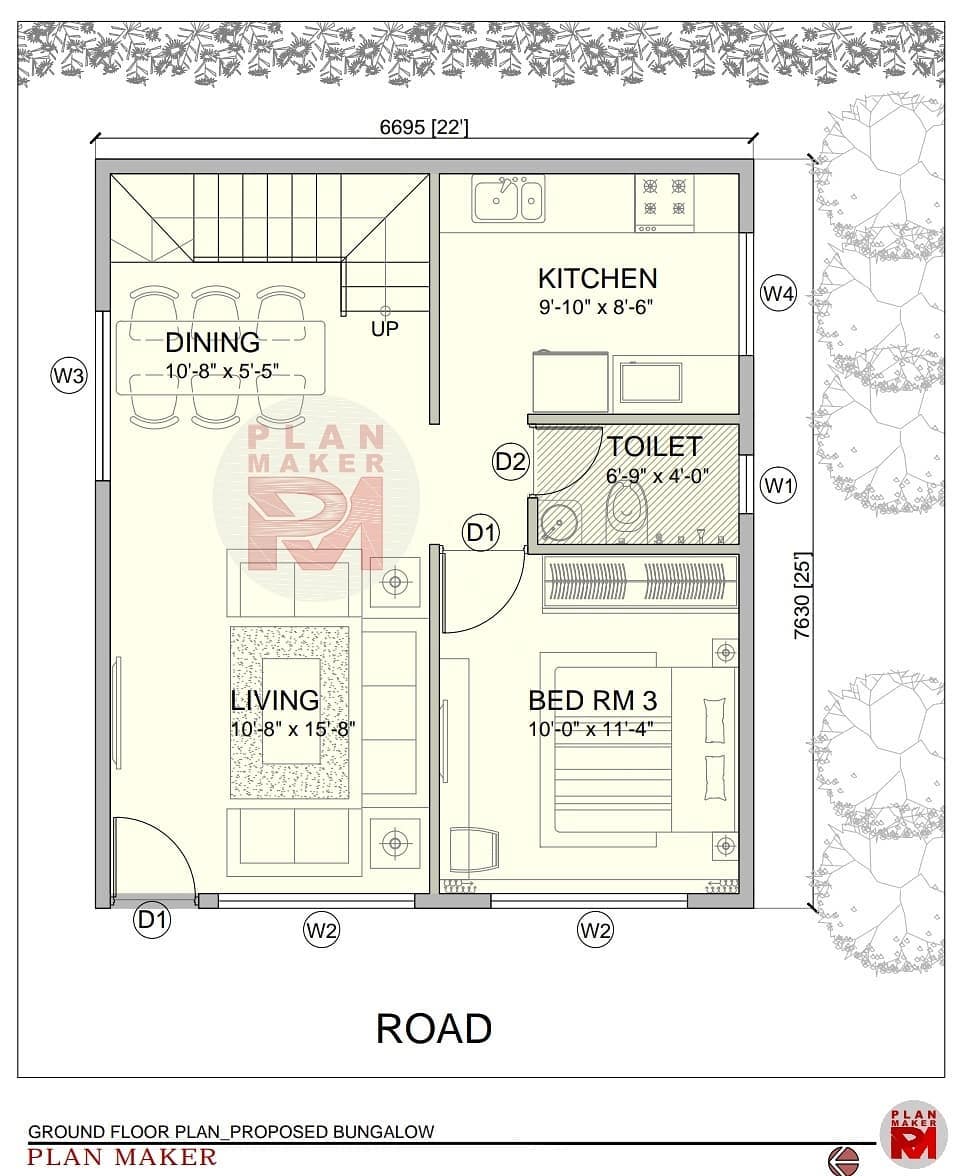 6695 [22']
KITCHEN
9'-10" x 8'-6"
W4
UP
DINING
10'-8" x 5'-5"
W3
PLAN
MAKER
PM
D2
TOILET
6'-9" x 4'-0"
W1
D1
7630 [25']
LIVING
10'-8" x 15'-8"
BED RM 3
10'-0" x 11'-4"
D1
W2
W2
ROAD
GROUND FLOOR PLAN_PROPOSED BUNGALOW
PLAN MAKER
PLAN
MAKER
PM